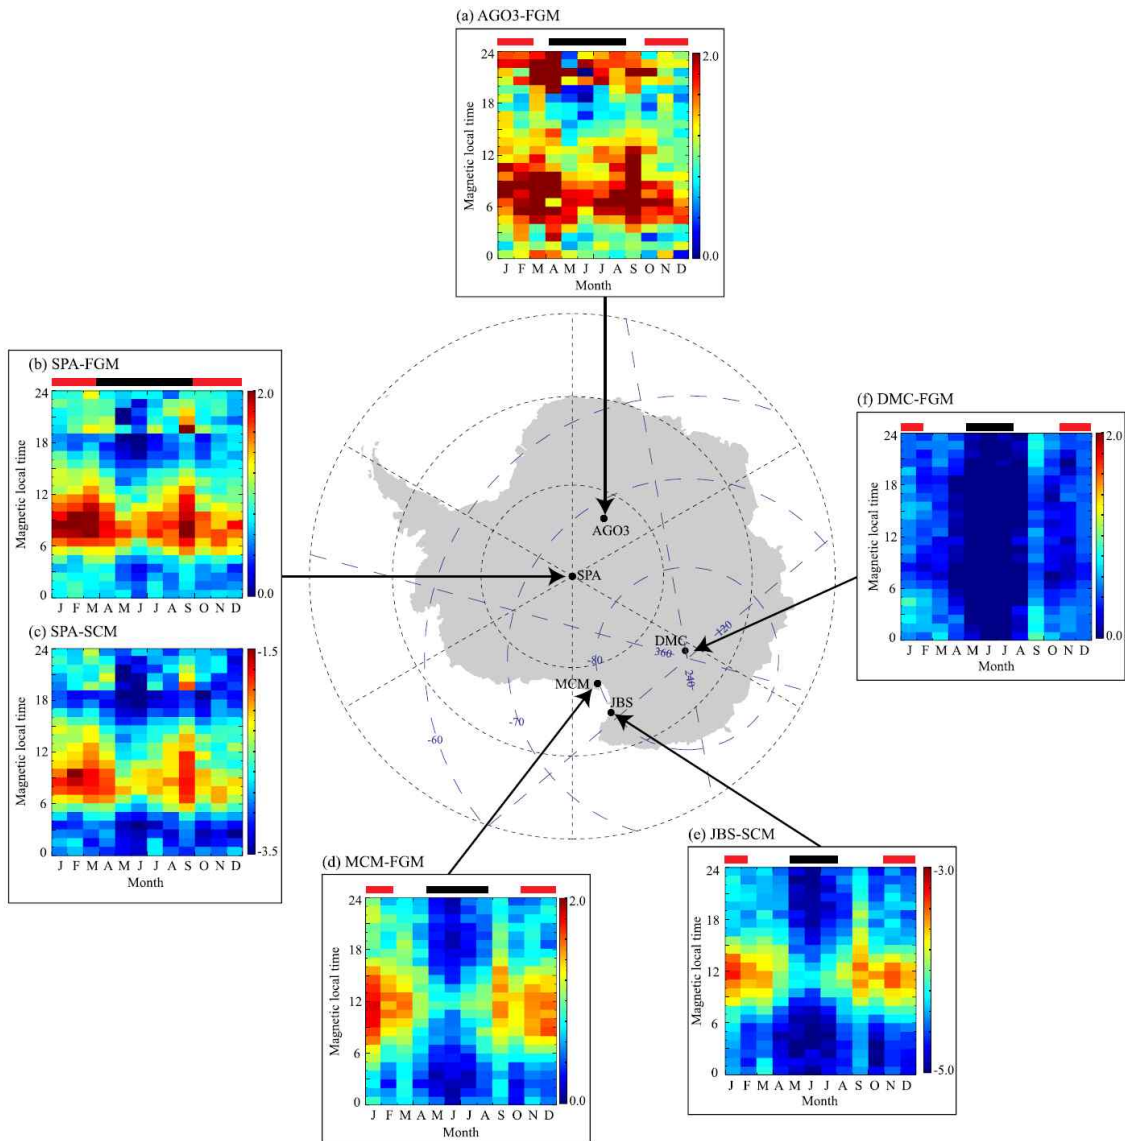 (a) AGO3-FGM
24
18
12
6
0
Magnetic local time
J F M A M J J A S O N D
Month
2.0
0.0
(b) SPA-FGM
24
18
12
6
0
Magnetic local time
J F M A M J J A S O N D
2.0
0.0
(c) SPA-SCM
24
18
12
6
0
Magnetic local time
J F M A M J J A S O N D
Month
-1.5
-3.5
(f) DMC-FGM
24
18
12
6
0
Magnetic local time
J F M A M J J A S O N D
Month
2.0
0.0
AGO3
SPA
DMC
MCM
JBS
-120
360
240
-80
-70
-60
(d) MCM-FGM
24
18
12
6
0
Magnetic local time
J F M A M J J A S O N D
Month
2.0
0.0
(e) JBS-SCM
24
18
12
6
0
Magnetic local time
J F M A M J J A S O N D
Month
-3.0
-5.0